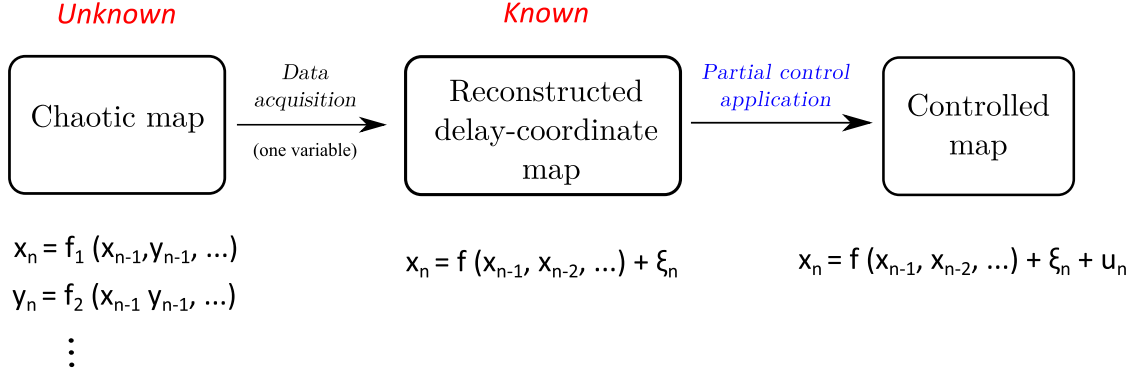 Unknown
Known
Chaotic map
Data
acquisition
(one variable)
Reconstructed
delay-coordinate
map
Partial control
application
Controlled
map
xₙ = f₁ (xₙ₋₁,yₙ₋₁, ...)
yₙ = f₂ (xₙ₋₁ yₙ₋₁, ...)
⋮
xₙ = f (xₙ₋₁, xₙ₋₂, ...) + ξₙ
xₙ = f (xₙ₋₁, xₙ₋₂, ...) + ξₙ + uₙ